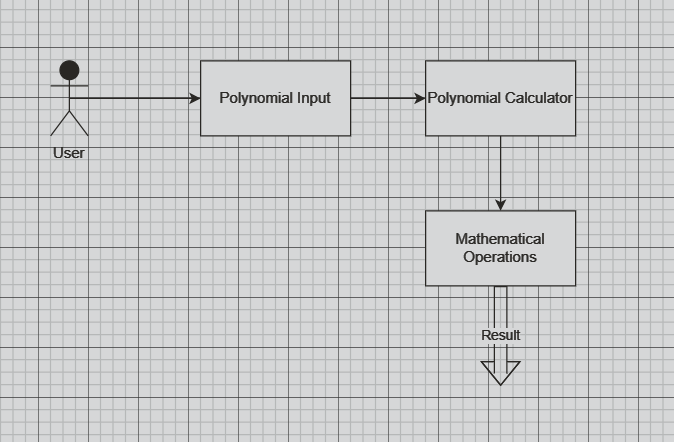 Polynomial Input
Polynomial Calculator
User
Mathematical
Operations
Result